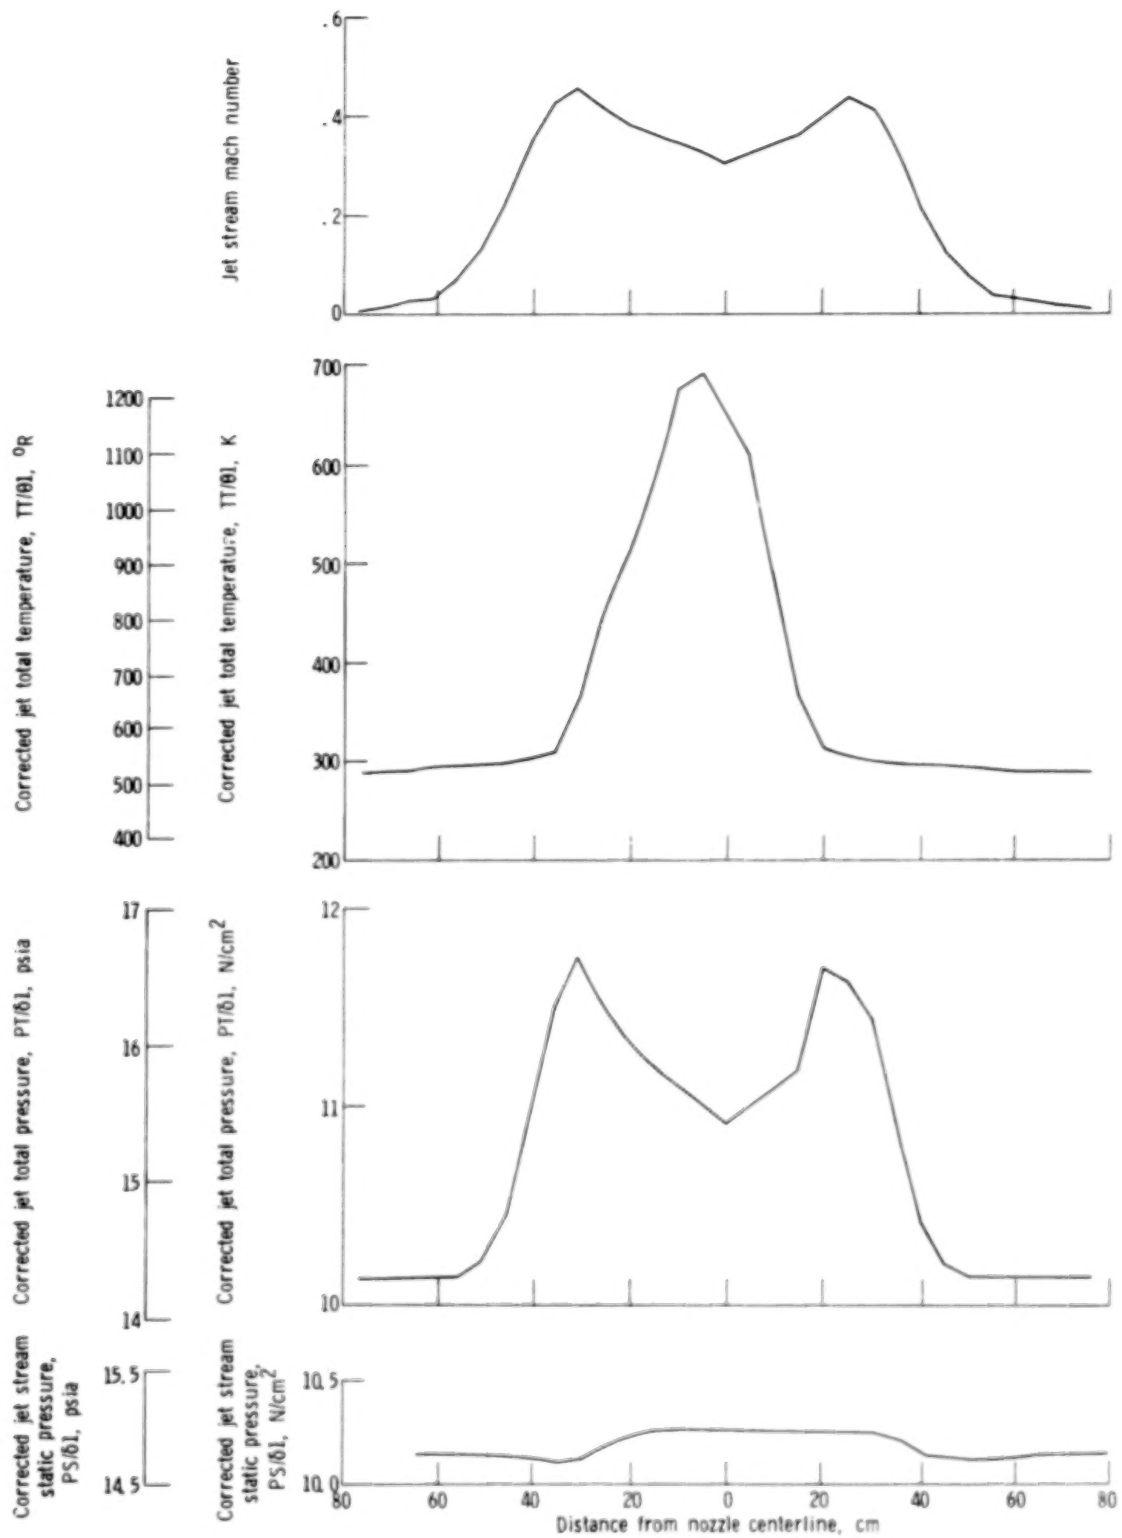 Jet stream mach number
.6
.4
.2
0
Corrected jet total temperature, TT/θ1, °R
1200
1100
1000
900
800
700
600
500
400
Corrected jet total temperature, TT/θ1, K
700
600
500
400
300
200
Corrected jet total pressure, PT/δ1, psia
17
16
15
14
Corrected jet total pressure, PT/δ1, N/cm²
12
11
10
Corrected jet stream
static pressure,
PS/δ1, psia
15.5
14.5
Corrected jet stream
static pressure,
PS/δ1, N/cm²
10.5
10.0
80 60 40 20 0 20 40 60 80
Distance from nozzle centerline, cm